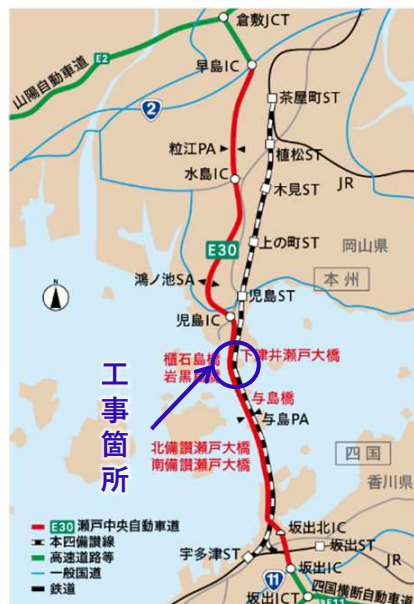 倉敷JCT
山陽自動車道
E2
早島IC
2
茶屋町ST
粒江PA
植松ST
水島IC
木見ST
JR
上の町ST
E30
岡山県
鴻ノ池SA
本州
児島ST
児島IC
櫃石島橋
下津井瀬戸大橋
岩黒島橋
工事箇所
与島橋
与島PA
北備讃瀬戸大橋
南備讃瀬戸大橋
四国
香川県
E30 瀬戸中央自動車道
本四備讃線
高速道路等
一般国道
鉄道
坂出北IC
宇多津ST
坂出ST
JR
坂出IC
11
四国横断自動車道
坂出JCT